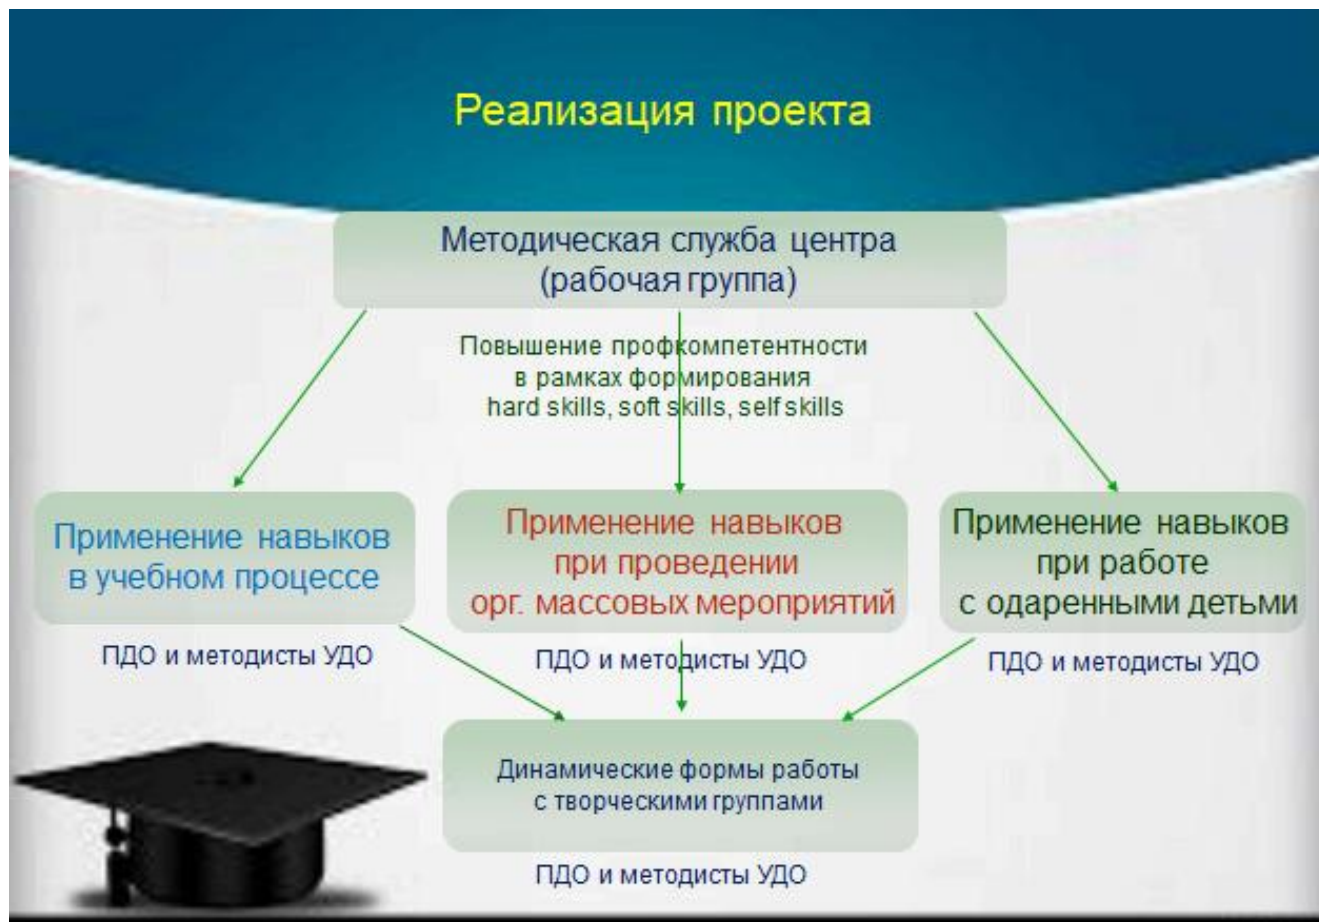 Реализация проекта
Методическая служба центра
(рабочая группа)
Повышение профкомпетентности
в рамках формирования
hard skills, soft skills, self skills
Применение навыков
в учебном процессе
ПДО и методисты УДО
Применение навыков
при проведении
орг. массовых мероприятий
ПДО и методисты УДО
Применение навыков
при работе
с одаренными детьми
ПДО и методисты УДО
Динамические формы работы
с творческими группами
ПДО и методисты УДО